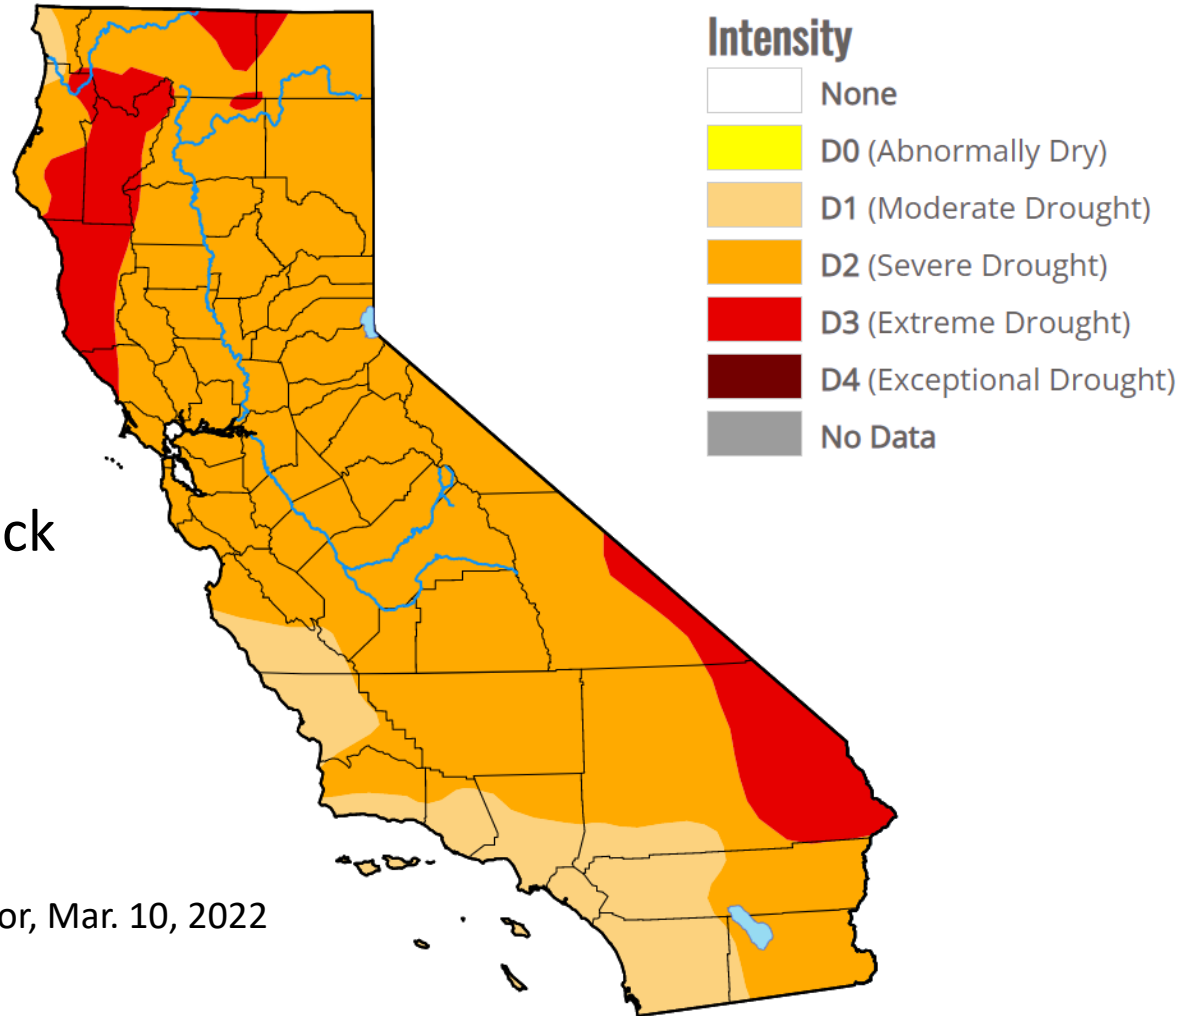 Intensity
None
D0 (Abnormally Dry)
D1 (Moderate Drought)
D2 (Severe Drought)
D3 (Extreme Drought)
D4 (Exceptional Drought)
No Data
ck
or, Mar. 10, 2022